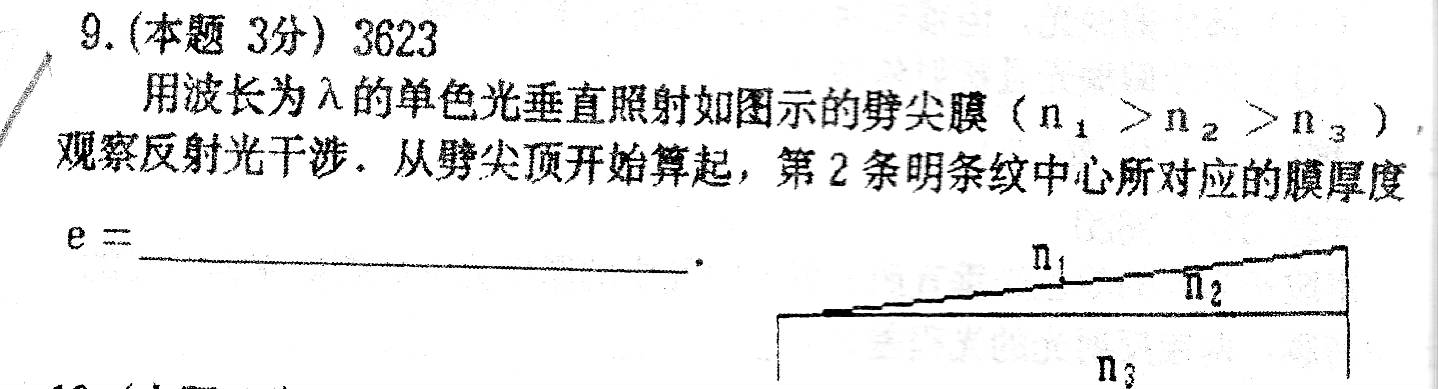 9.(本题 3分) 3623
用波长为λ的单色光垂直照射如图示的劈尖膜（n₁＞n₂＞n₃），
观察反射光干涉．从劈尖顶开始算起，第2条明条纹中心所对应的膜厚度
e＝＿＿＿＿＿＿＿＿＿＿．
n₁
n₂
n₃